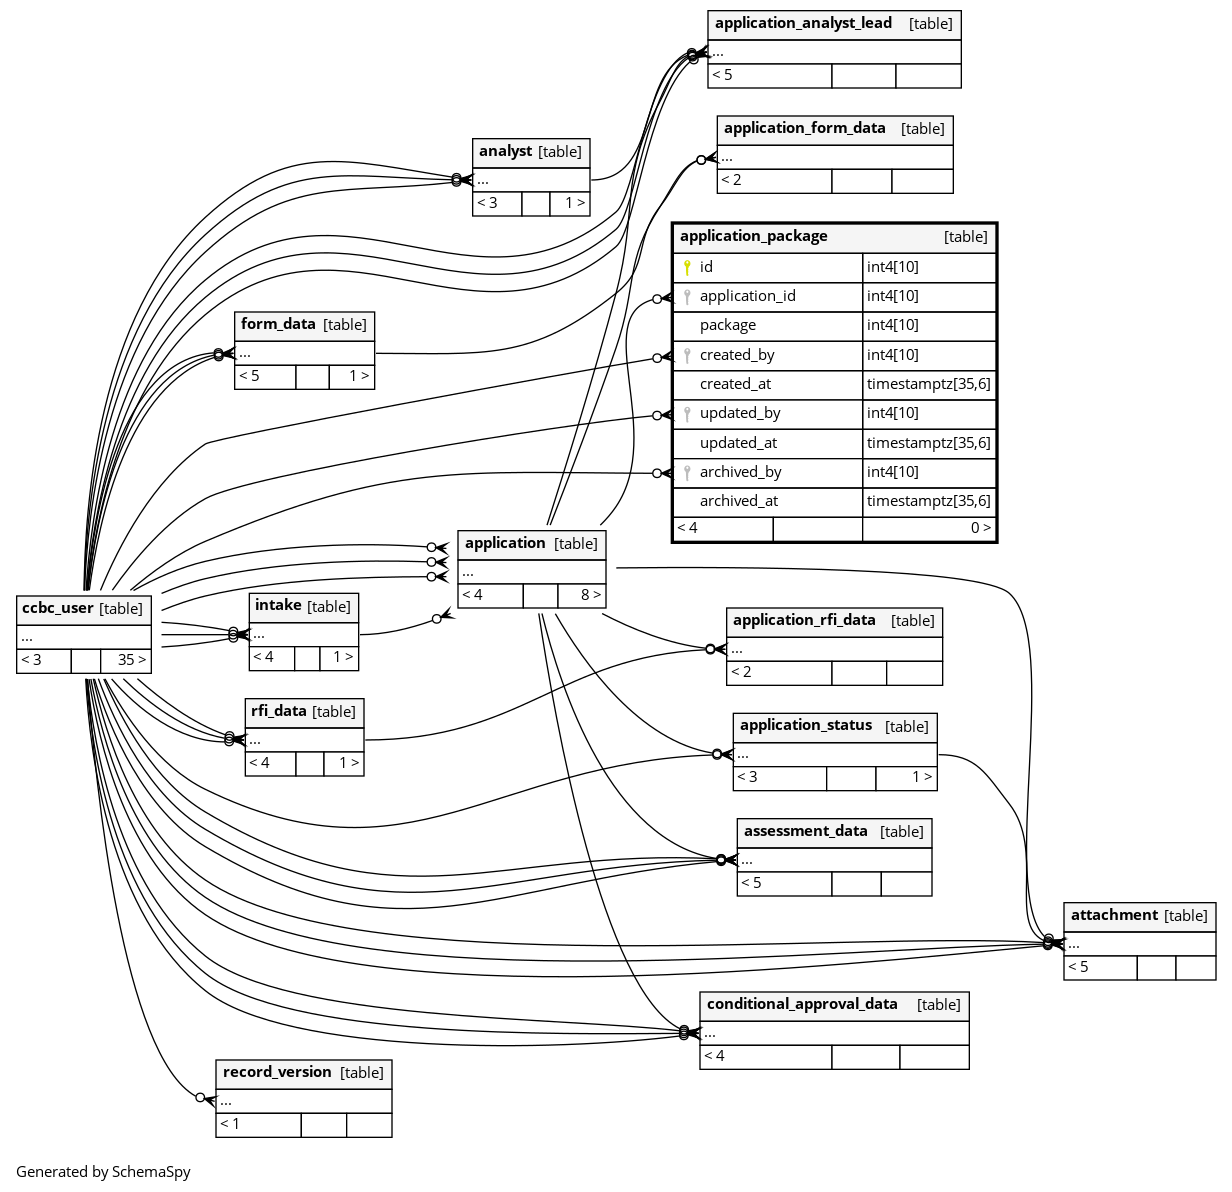 application_analyst_lead [table]
...
< 5
application_form_data [table]
...
< 2
analyst [table]
...
< 3 1 >
application_package [table]
id int4[10]
application_id int4[10]
package int4[10]
created_by int4[10]
created_at timestamptz[35,6]
updated_by int4[10]
updated_at timestamptz[35,6]
archived_by int4[10]
archived_at timestamptz[35,6]
< 4 0 >
form_data [table]
...
< 5 1 >
application [table]
...
< 4 8 >
ccbc_user [table]
...
< 3 35 >
intake [table]
...
< 4 1 >
application_rfi_data [table]
...
< 2
rfi_data [table]
...
< 4 1 >
application_status [table]
...
< 3 1 >
assessment_data [table]
...
< 5
attachment [table]
...
< 5
conditional_approval_data [table]
...
< 4
record_version [table]
...
< 1
Generated by SchemaSpy